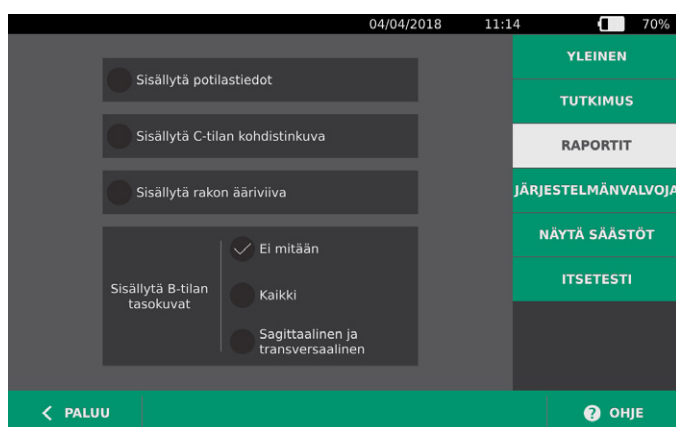 04/04/2018 11:14 70%
Sisällytä potilastiedot
Sisällytä C-tilan kohdistinkuva
Sisällytä rakon ääriviiva
Sisällytä B-tilan
tasokuvat
Ei mitään
Kaikki
Sagittaalinen ja
transversaalinen
YLEINEN
TUTKIMUS
RAPORTIT
JÄRJESTELMÄNVALVOJA
NÄYTÄ SÄÄSTÖT
ITSETESTI
PALUU
? OHJE